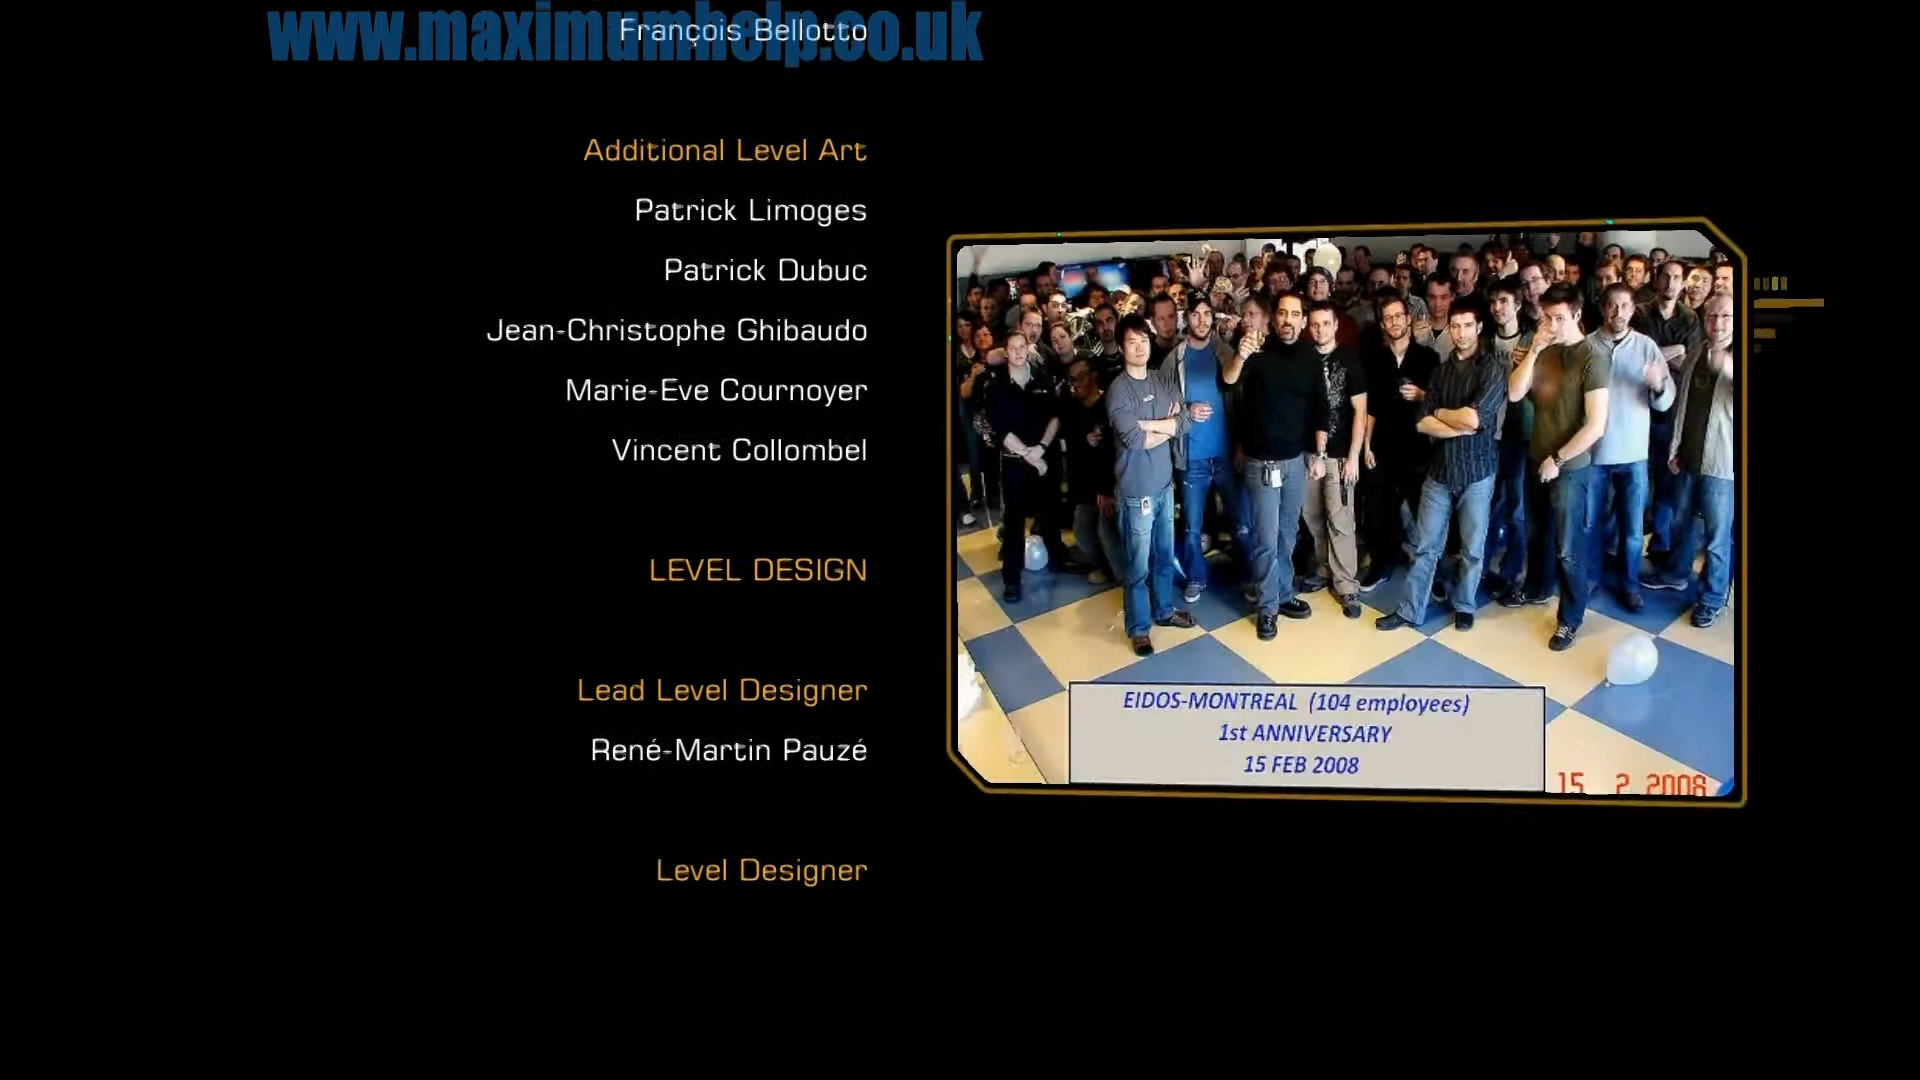 www.maximumhelp.co.uk
François Bellotto
Additional Level Art
Patrick Limoges
Patrick Dubuc
Jean-Christophe Ghibaudo
Marie-Eve Cournoyer
Vincent Collombel
LEVEL DESIGN
Lead Level Designer
René-Martin Pauzé
Level Designer
EIDOS-MONTREAL (104 employees)
1st ANNIVERSARY
15 FEB 2008
15 2 2008